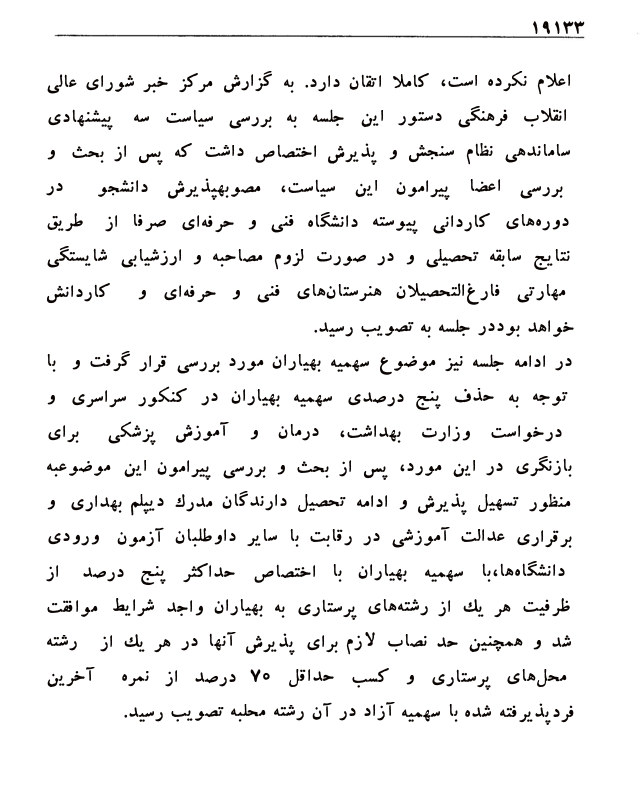 ۱۹۱۳۳
اعلام نکرده است، کاملا اتقان دارد. به گزارش مرکز خبر شورای عالی
انقلاب فرهنگی دستور این جلسه به بررسی سیاست سه پیشنهادی
ساماندهی نظام سنجش و پذیرش اختصاص داشت که پس از بحث و
بررسی اعضا پیرامون این سیاست، مصوبهپذیرش دانشجو در
دوره‌های کاردانی پیوسته دانشگاه فنی و حرفه‌ای صرفا از طریق
نتایج سابقه تحصیلی و در صورت لزوم مصاحبه و ارزشیابی شایستگی
مهارتی فارغ‌التحصیلان هنرستان‌های فنی و حرفه‌ای و کاردانش
خواهد بوددر جلسه به تصویب رسید.
در ادامه جلسه نیز موضوع سهمیه بهیاران مورد بررسی قرار گرفت و با
توجه به حذف پنج درصدی سهمیه بهیاران در کنکور سراسری و
درخواست وزارت بهداشت، درمان و آموزش پزشکی برای
بازنگری در این مورد، پس از بحث و بررسی پیرامون این موضوعبه
منظور تسهیل پذیرش و ادامه تحصیل دارندگان مدرك دیپلم بهداری و
برقراری عدالت آموزشی در رقابت با سایر داوطلبان آزمون ورودی
دانشگاه‌ها،با سهمیه بهیاران با اختصاص حداکثر پنج درصد از
ظرفیت هر یك از رشته‌های پرستاری به بهیاران واجد شرایط موافقت
شد و همچنین حد نصاب لازم برای پذیرش آنها در هر یك از رشته
محل‌های پرستاری و کسب حداقل ۷۰ درصد از نمره آخرین
فردپذیرفته شده با سهمیه آزاد در آن رشته محلبه تصویب رسید.